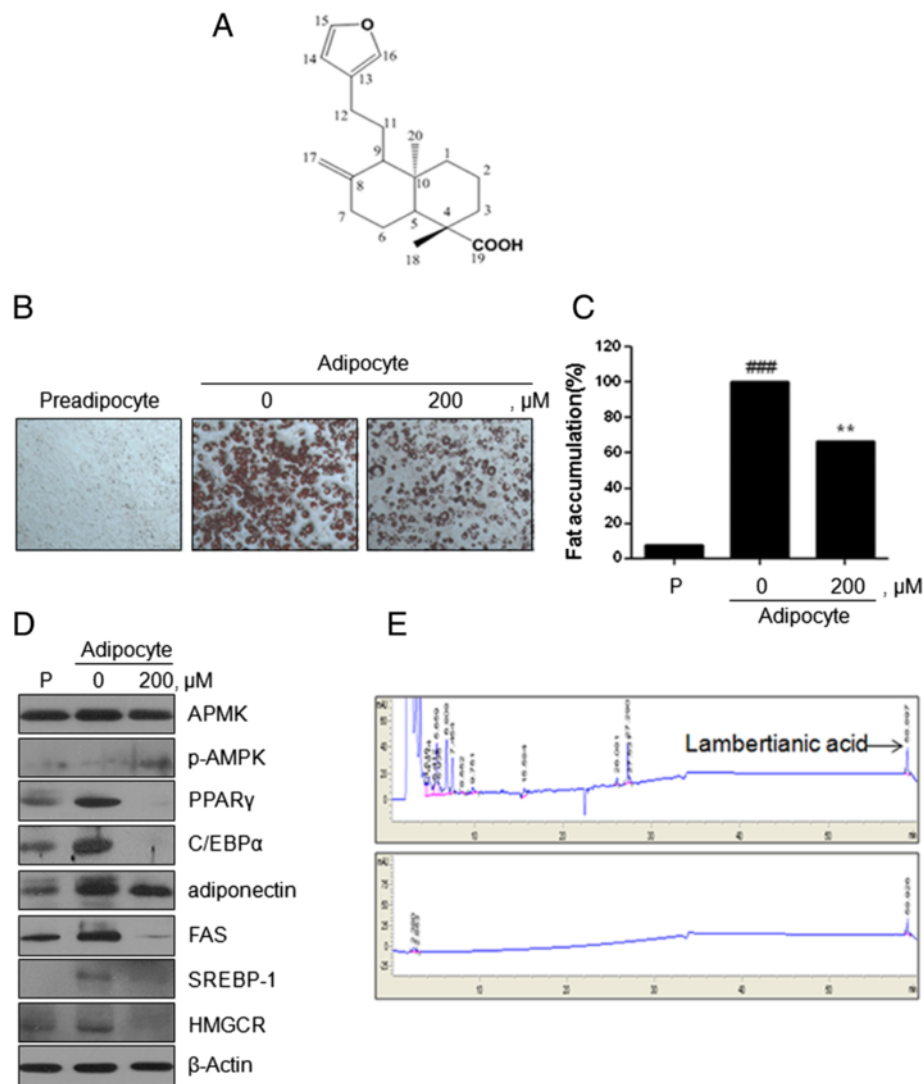 A
15
O
14
16
13
12
11
20
17
9
1
8
10
2
7
5
4
3
6
18
19
COOH
B
Adipocyte
Preadipocyte
0
200
, µM
C
Fat accumulation(%)
120
100
80
60
40
20
0
###
**
P
0
200
, µM
Adipocyte
D
Adipocyte
P
0
200, µM
APMK
p-AMPK
PPARγ
C/EBPα
adiponectin
FAS
SREBP-1
HMGCR
β-Actin
E
Lambertianic acid